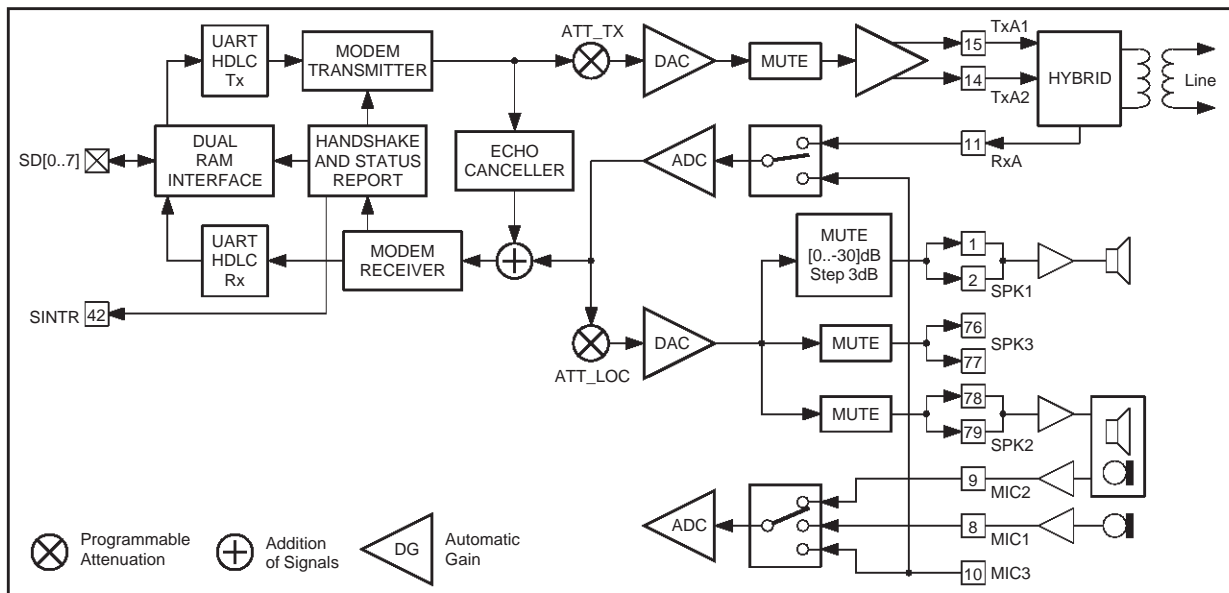 UART
HDLC
Tx
MODEM
TRANSMITTER
ATT_TX
DAC
MUTE
15
TxA1
14
TxA2
HYBRID
Line
SD[0..7]
DUAL
RAM
INTERFACE
HANDSHAKE
AND STATUS
REPORT
ECHO
CANCELLER
ADC
11
RxA
UART
HDLC
Rx
MODEM
RECEIVER
MUTE
[0..-30]dB
Step 3dB
1
2
SPK1
SINTR
42
ATT_LOC
DAC
MUTE
76
SPK3
77
MUTE
78
79
SPK2
ADC
9
MIC2
8
MIC1
10
MIC3
Programmable
Attenuation
Addition
of Signals
DG
Automatic
Gain